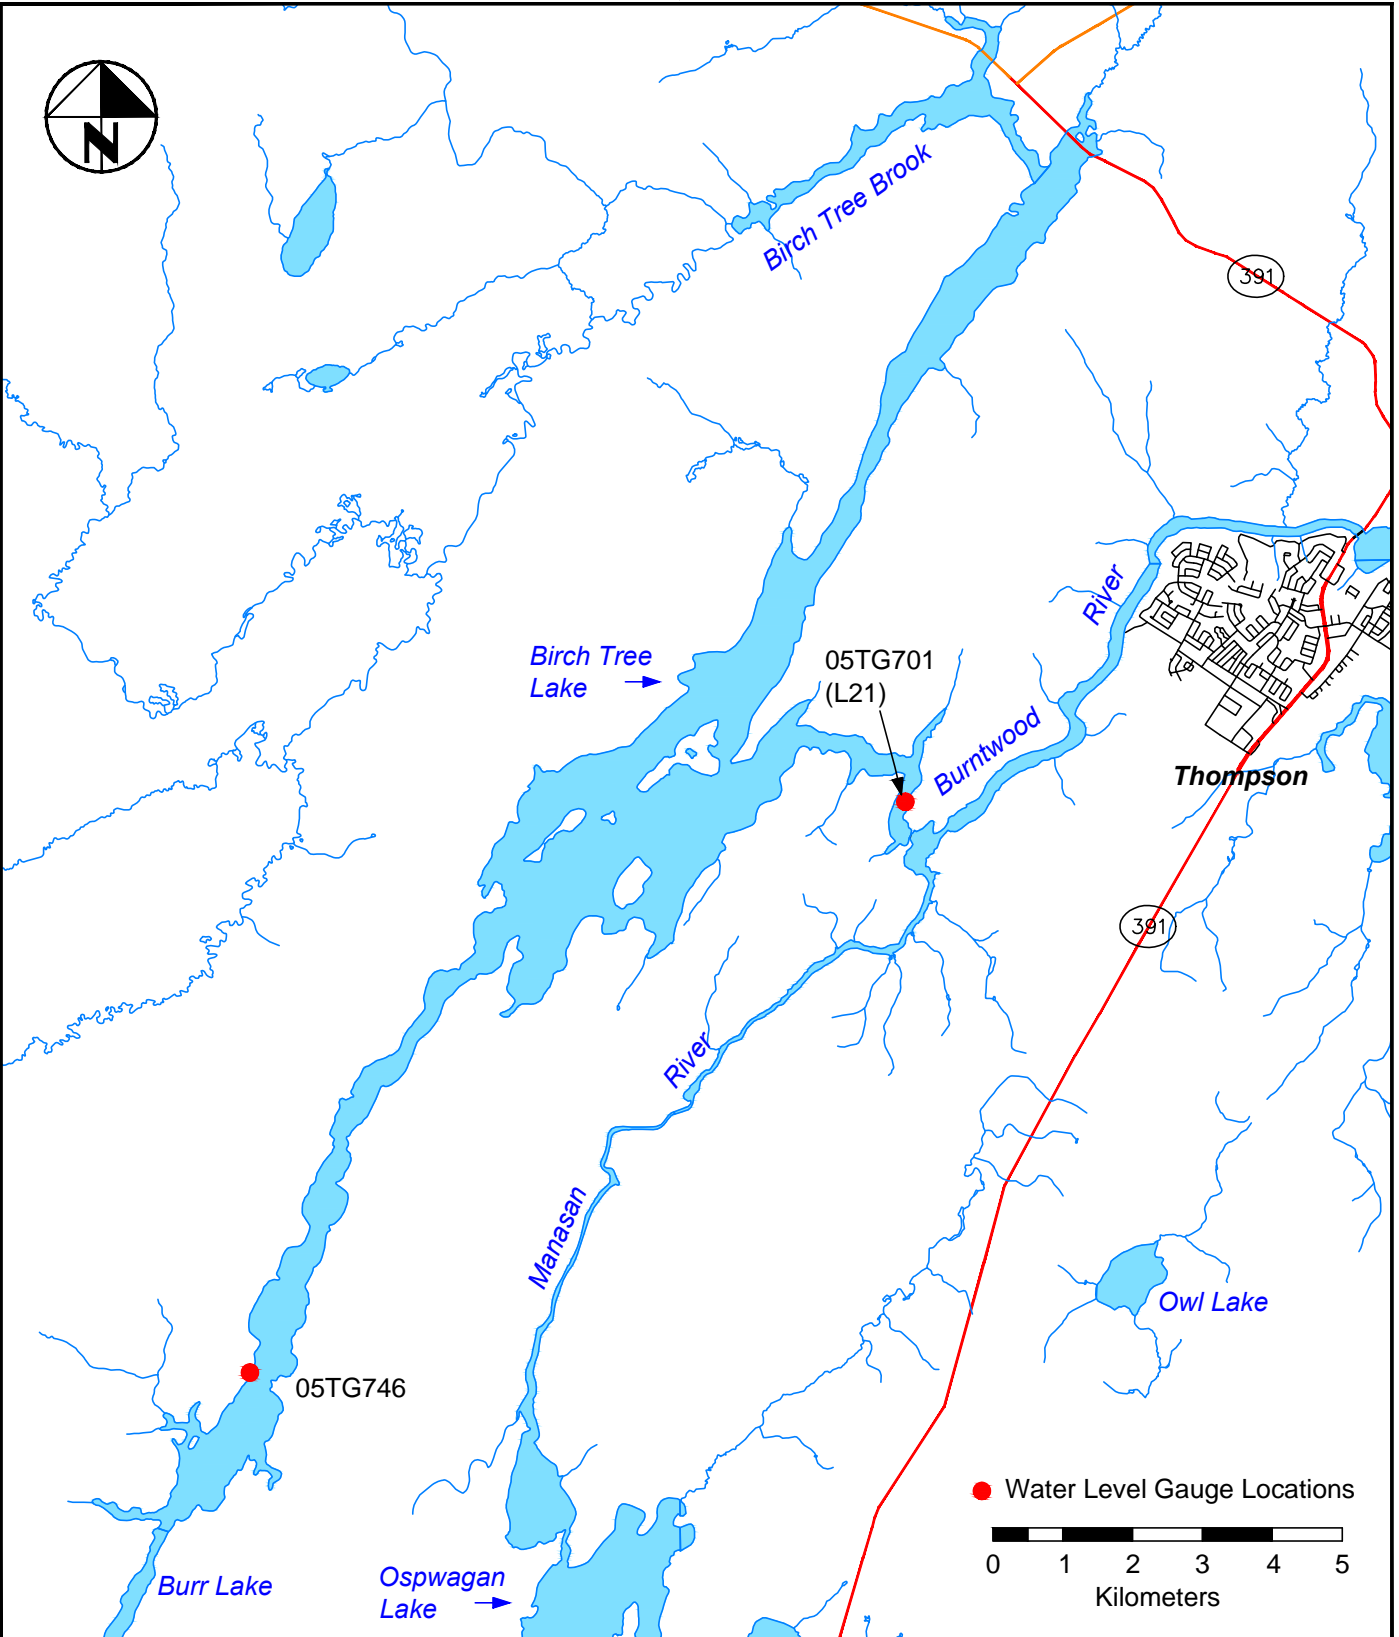 N
Birch Tree Brook
391
River
Birch Tree
Lake
05TG701
(L21)
Burntwood
Thompson
391
River
Manasan
Owl Lake
05TG746
Water Level Gauge Locations
0 1 2 3 4 5
Kilometers
Burr Lake
Ospwagan
Lake